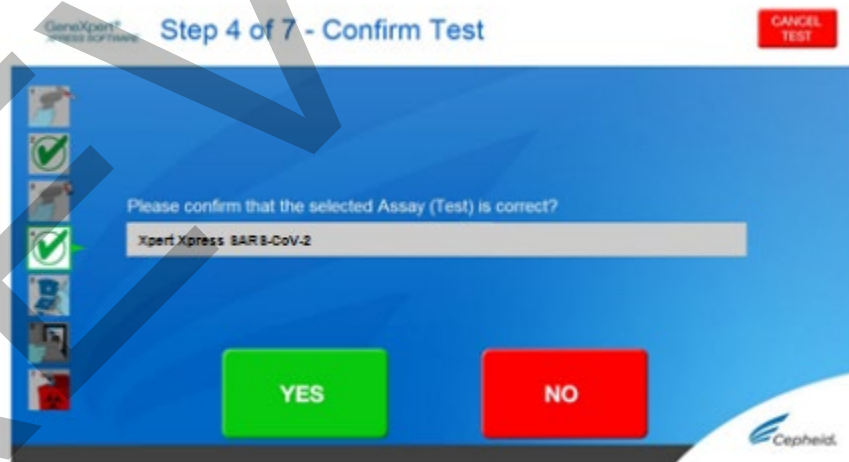 GeneXpert®
XPRESS SOFTWARE
Step 4 of 7 - Confirm Test
CANCEL
TEST
Please confirm that the selected Assay (Test) is correct?
Xpert Xpress SARS-CoV-2
YES
NO
Cepheid.